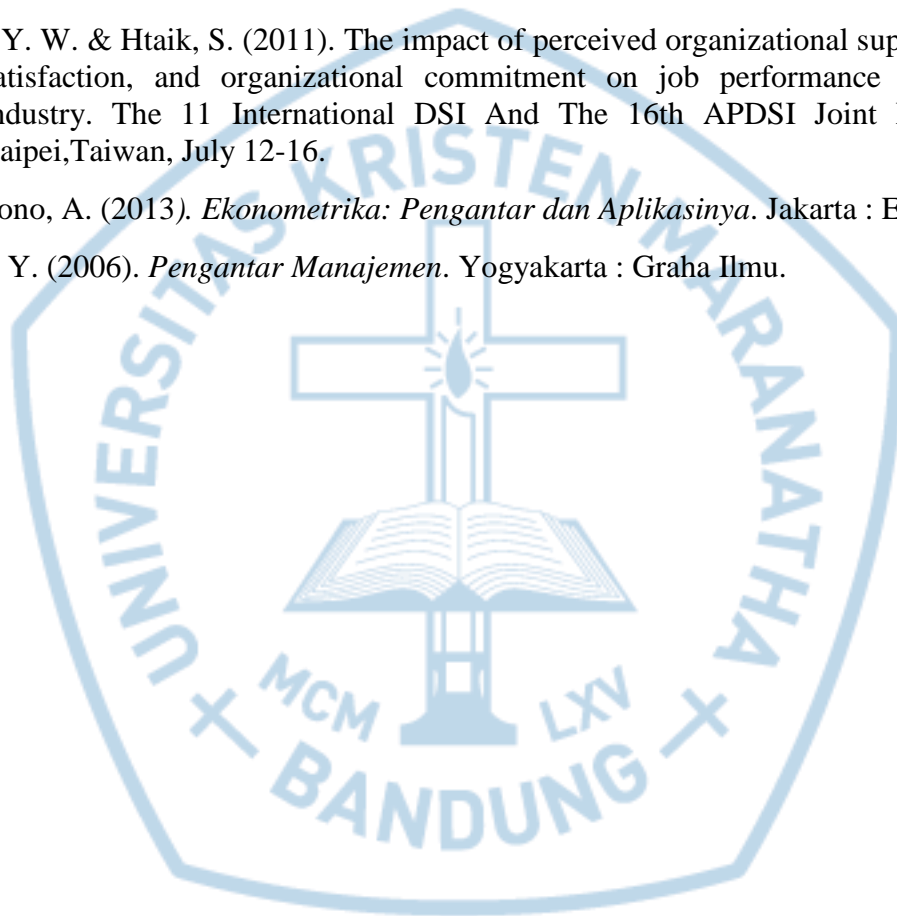 Y. W. & Htaik, S. (2011). The impact of perceived organizational sup
atisfaction, and organizational commitment on job performance
ndustry. The 11 International DSI And The 16th APDSI Joint
aipei,Taiwan, July 12-16.
ono, A. (2013). Ekonometrika: Pengantar dan Aplikasinya. Jakarta : E
Y. (2006). Pengantar Manajemen. Yogyakarta : Graha Ilmu.
UNIVERSITAS KRISTEN MARANATHA
MCM LXV
BANDUNG